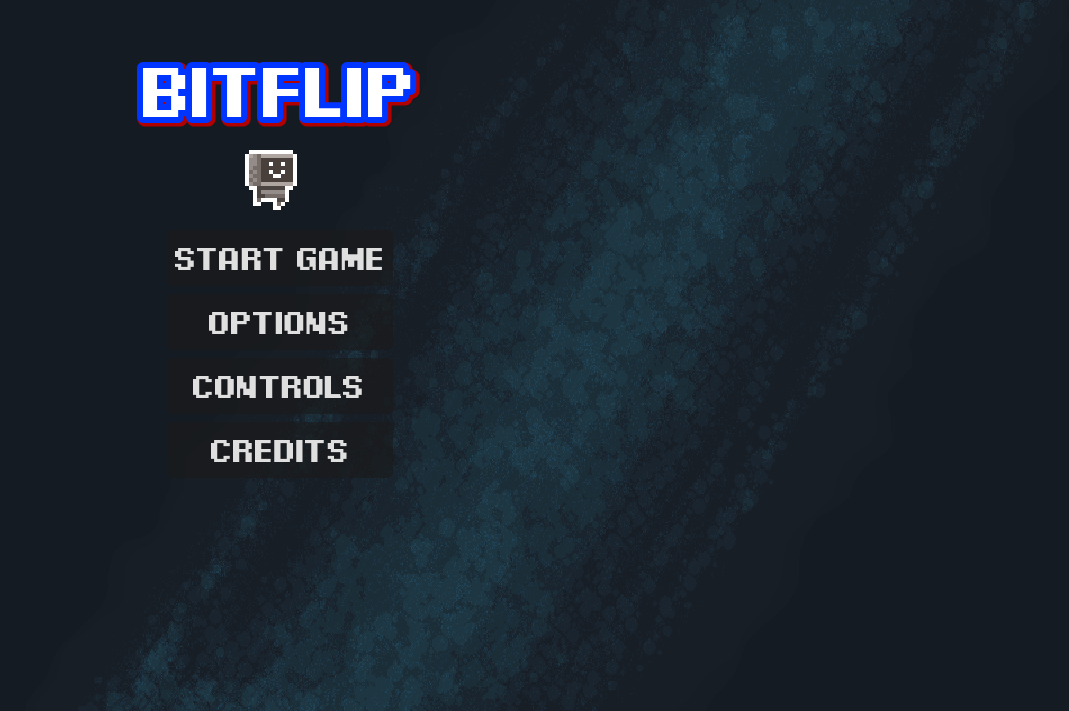 BITFLIP
START GAME
OPTIONS
CONTROLS
CREDITS